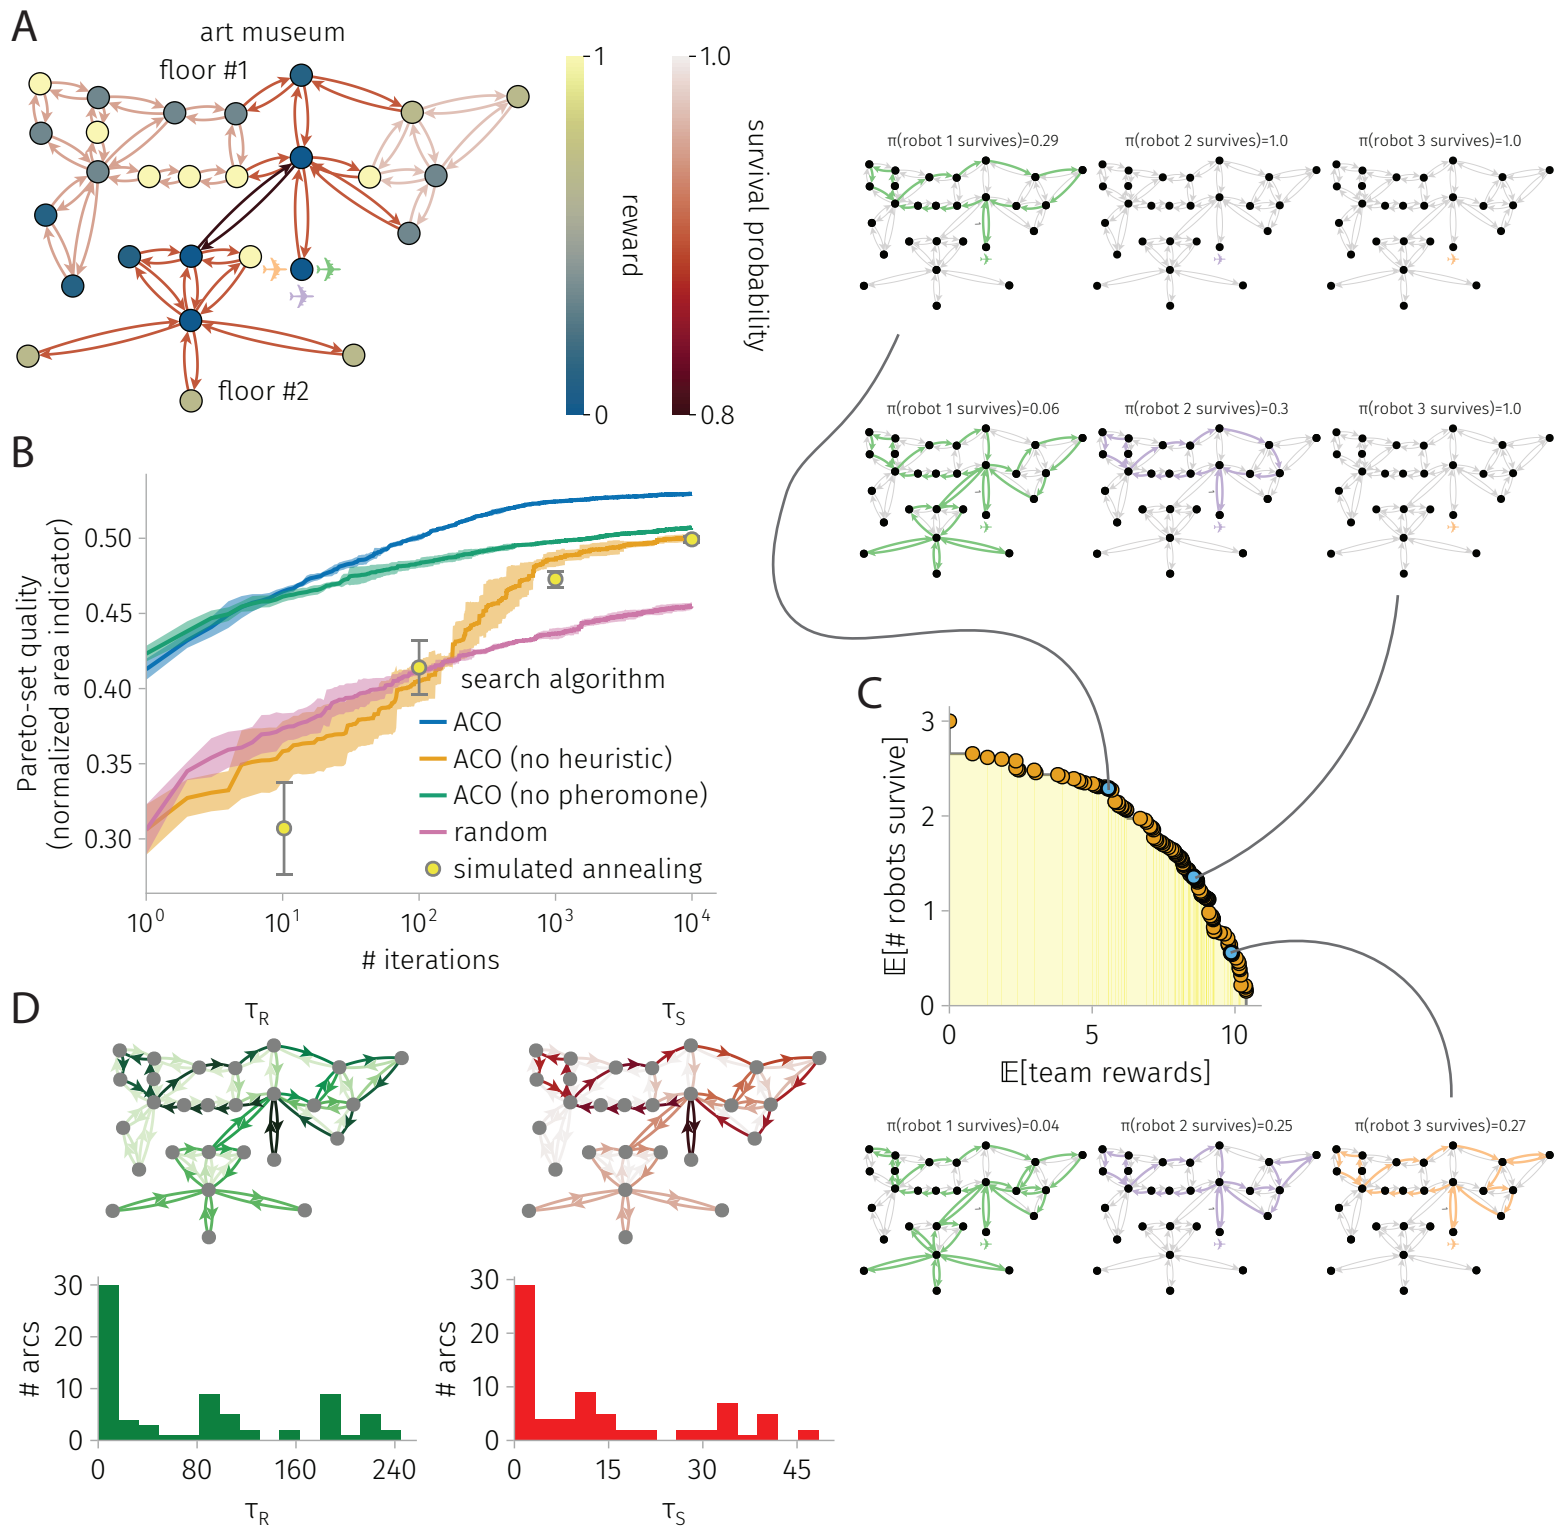 A
art museum
floor #1
floor #2
1
0
reward
1.0
0.8
survival probability
π(robot 1 survives)=0.29
π(robot 2 survives)=1.0
π(robot 3 survives)=1.0
π(robot 1 survives)=0.06
π(robot 2 survives)=0.3
π(robot 3 survives)=1.0
B
Pareto-set quality
(normalized area indicator)
0.50
0.45
0.40
0.35
0.30
search algorithm
ACO
ACO (no heuristic)
ACO (no pheromone)
random
simulated annealing
10⁰
10¹
10²
10³
10⁴
# iterations
C
𝔼[# robots survive]
3
2
1
0
0
5
10
𝔼[team rewards]
π(robot 1 survives)=0.04
π(robot 2 survives)=0.25
π(robot 3 survives)=0.27
D
τ_R
τ_S
# arcs
30
20
10
0
0
80
160
240
τ_R
# arcs
30
20
10
0
0
15
30
45
τ_S